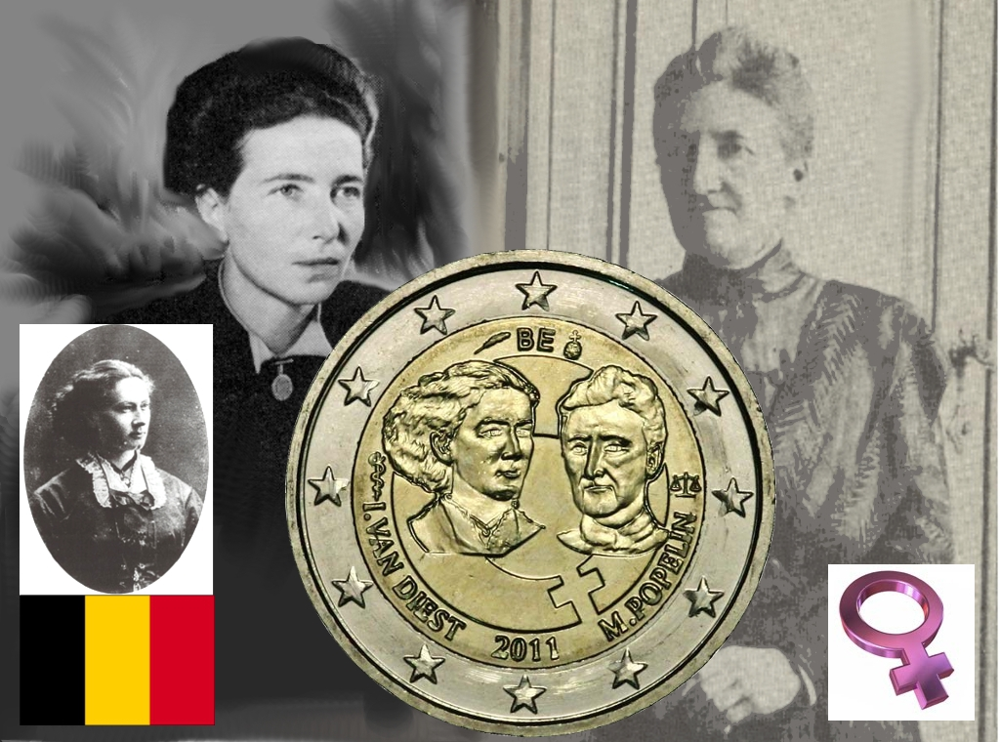 BE
I. VAN DIEST
2011
M. POPELIN